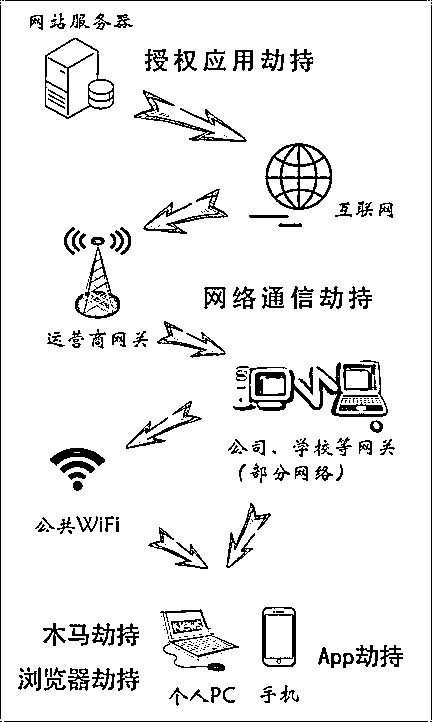 网站服务器
授权应用劫持
互联网
网络通信劫持
运营商网关
公司、学校等网关
（部分网络）
公共WiFi
木马劫持
浏览器劫持
NEWS
个人PC
手机
App劫持